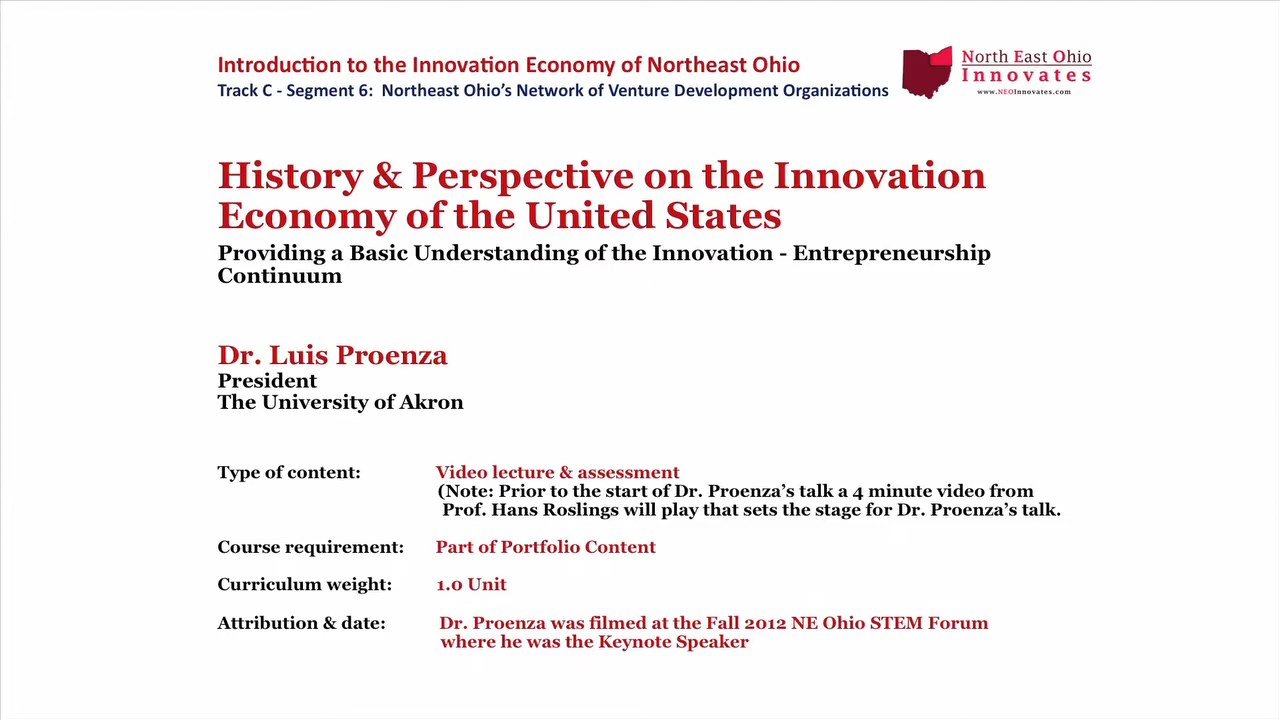 Introduction to the Innovation Economy of Northeast Ohio
Track C - Segment 6:  Northeast Ohio’s Network of Venture Development Organizations
North East Ohio
Innovates
www.NEOInnovates.com
History & Perspective on the Innovation
Economy of the United States
Providing a Basic Understanding of the Innovation - Entrepreneurship
Continuum
Dr. Luis Proenza
President
The University of Akron
Type of content: Video lecture & assessment
(Note: Prior to the start of Dr. Proenza’s talk a 4 minute video from
Prof. Hans Roslings will play that sets the stage for Dr. Proenza’s talk.
Course requirement: Part of Portfolio Content
Curriculum weight: 1.0 Unit
Attribution & date: Dr. Proenza was filmed at the Fall 2012 NE Ohio STEM Forum
where he was the Keynote Speaker